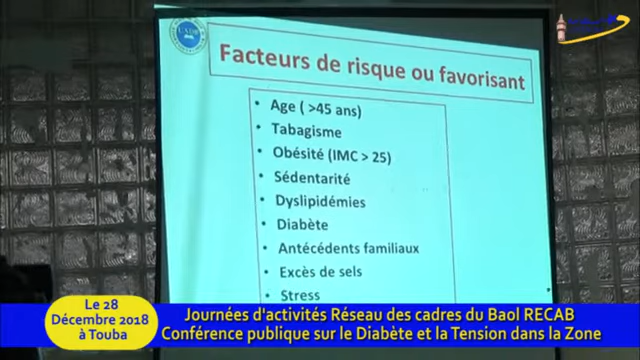 Facteurs de risque ou favorisant
• Age ( >45 ans)
• Tabagisme
• Obésité (IMC > 25)
• Sédentarité
• Dyslipidémies
• Diabète
• Antécédents familiaux
• Excès de sels
• Stress
Le 28
Décembre 2018
à Touba
Journées d'activités Réseau des cadres du Baol RECAB
Conférence publique sur le Diabète et la Tension dans la Zone